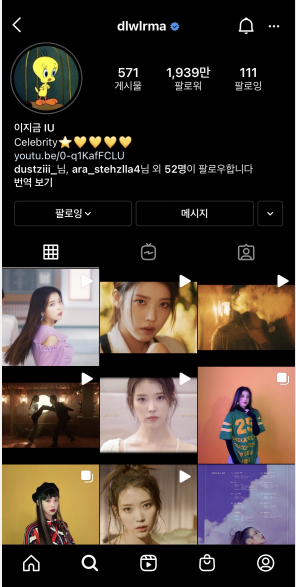 dlwlrma
571 1,939만 111
게시물 팔로워 팔로잉
이지금 IU
Celebrity⭐💛💛💛💛
youtu.be/0-q1KafFCLU
dustziii_님, ara_stehzlla4님 외 52명이 팔로우합니다
번역 보기
팔로잉 메시지
25